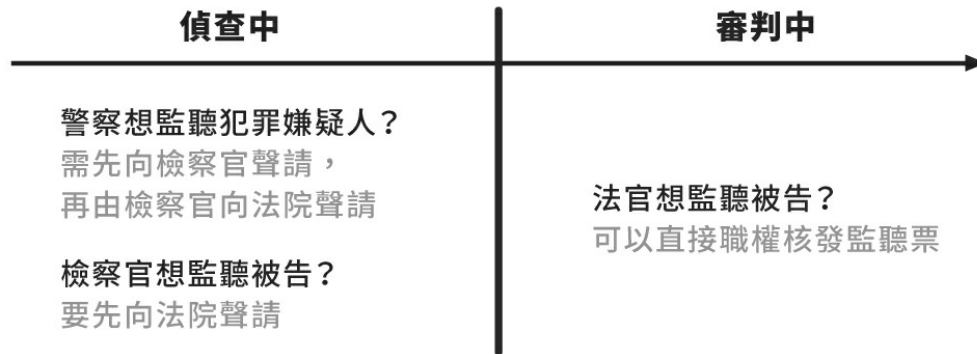 偵查中
審判中
警察想監聽犯罪嫌疑人？
需先向檢察官聲請，
再由檢察官向法院聲請
檢察官想監聽被告？
要先向法院聲請
法官想監聽被告？
可以直接職權核發監聽票